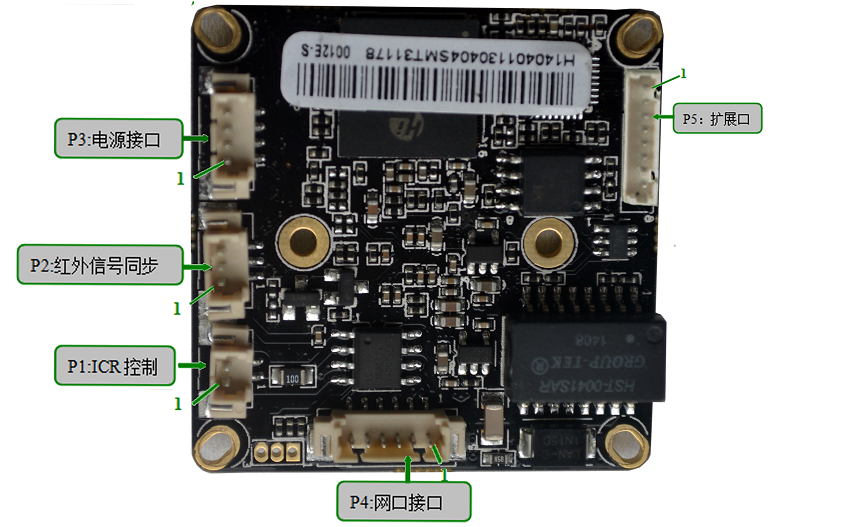 H140401130404SMT31178 0012E-S
1
P5: 扩展口
P3:电源接口
1
16
8
P2:红外信号同步
1
1408
GROUP-TEK®
HST-0041SAR
P1:ICR 控制
100
1
1
P4:网口接口